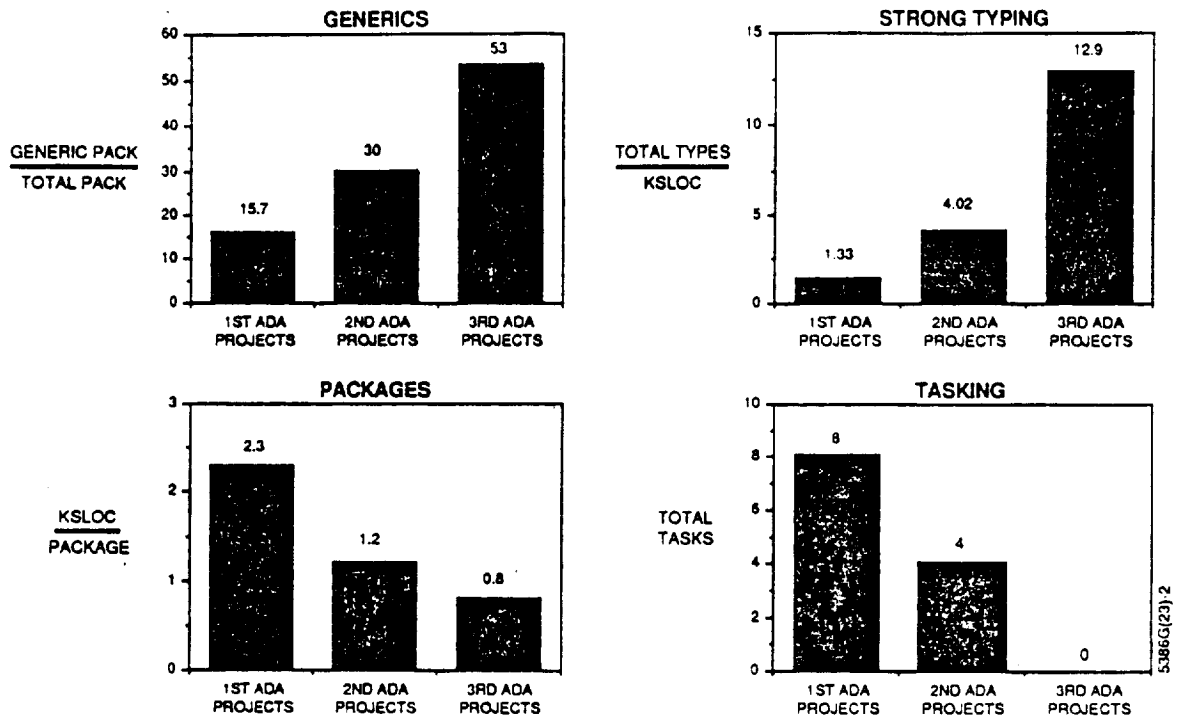 GENERICS
60
50
40
30
20
10
0
15.7
30
53
GENERIC PACK
TOTAL PACK
1ST ADA PROJECTS
2ND ADA PROJECTS
3RD ADA PROJECTS
STRONG TYPING
15
10
5
0
1.33
4.02
12.9
TOTAL TYPES
KSLOC
1ST ADA PROJECTS
2ND ADA PROJECTS
3RD ADA PROJECTS
PACKAGES
3
2
1
0
2.3
1.2
0.8
KSLOC
PACKAGE
1ST ADA PROJECTS
2ND ADA PROJECTS
3RD ADA PROJECTS
TASKING
10
8
6
4
2
0
8
4
0
TOTAL
TASKS
1ST ADA PROJECTS
2ND ADA PROJECTS
3RD ADA PROJECTS
5386G(23)-2